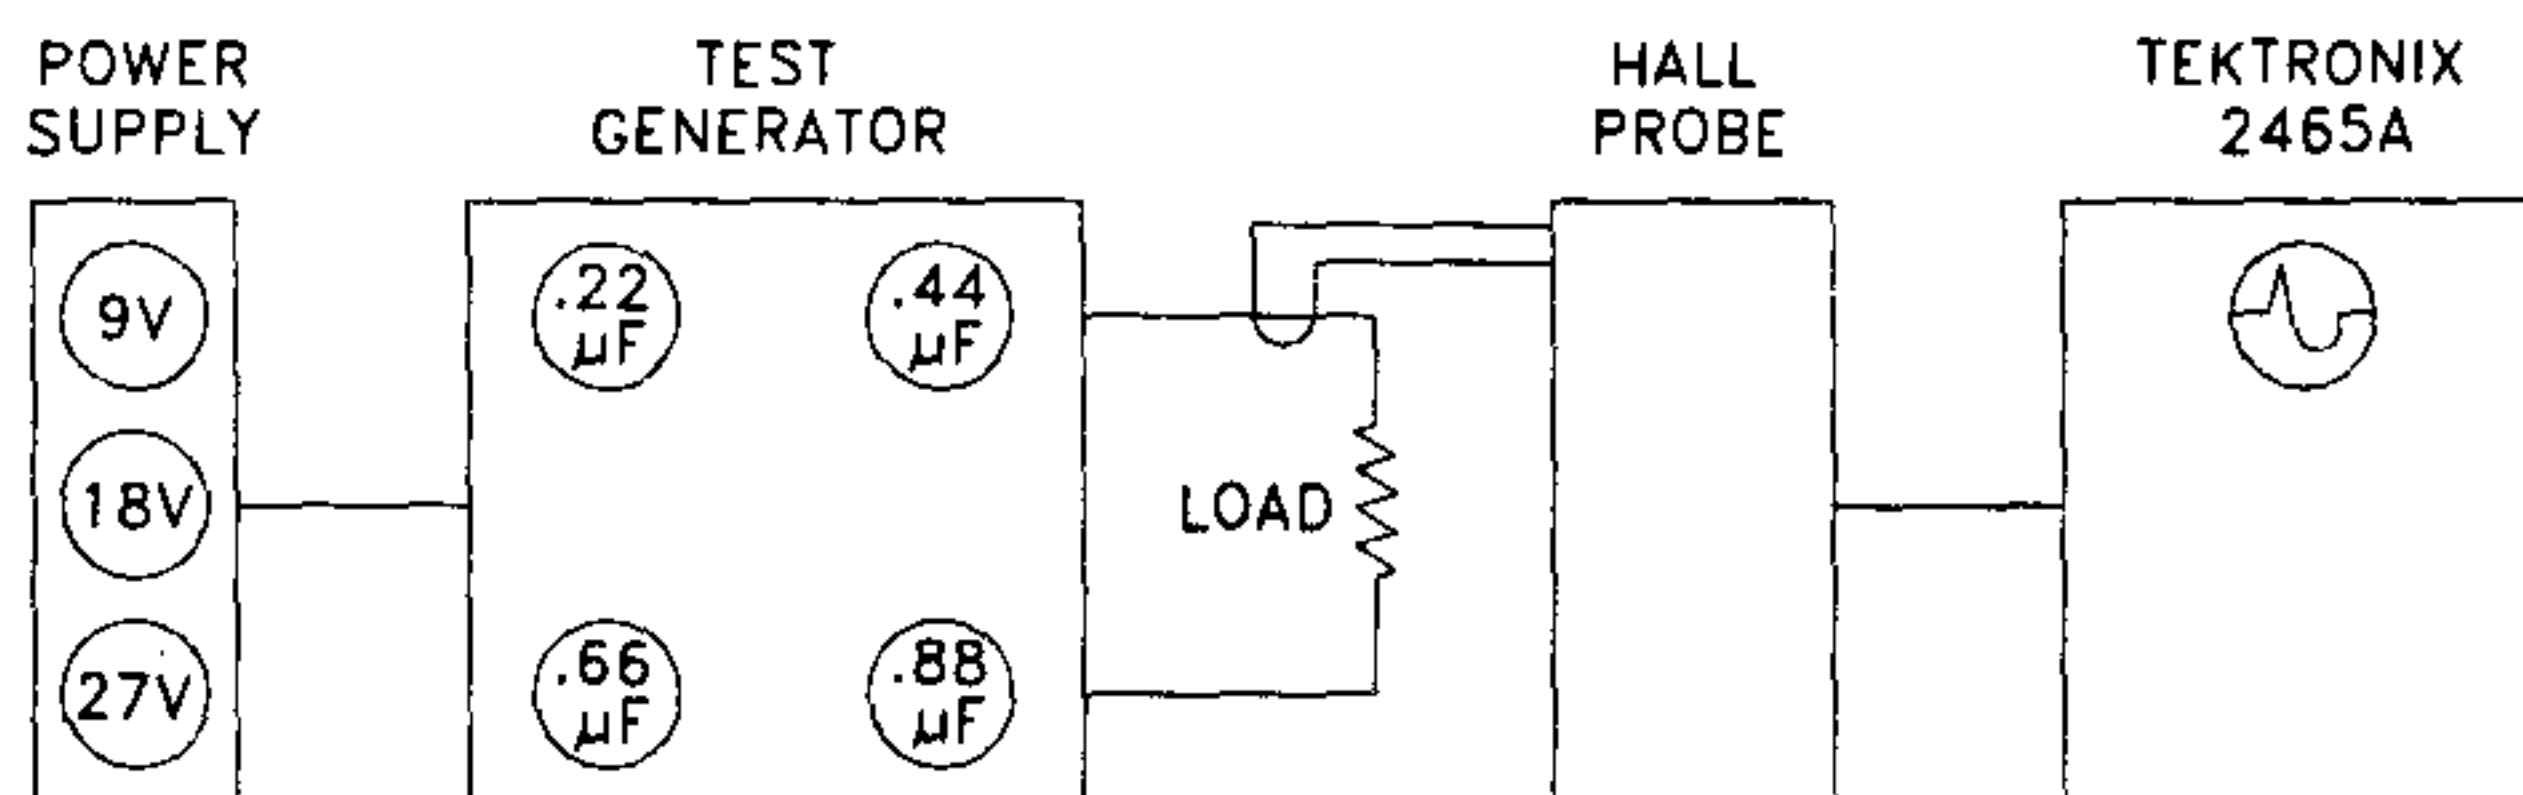 POWER
SUPPLY
TEST
GENERATOR
HALL
PROBE
TEKTRONIX
2465A
9V
18V
27V
.22
µF
.44
µF
.66
µF
.88
µF
LOAD